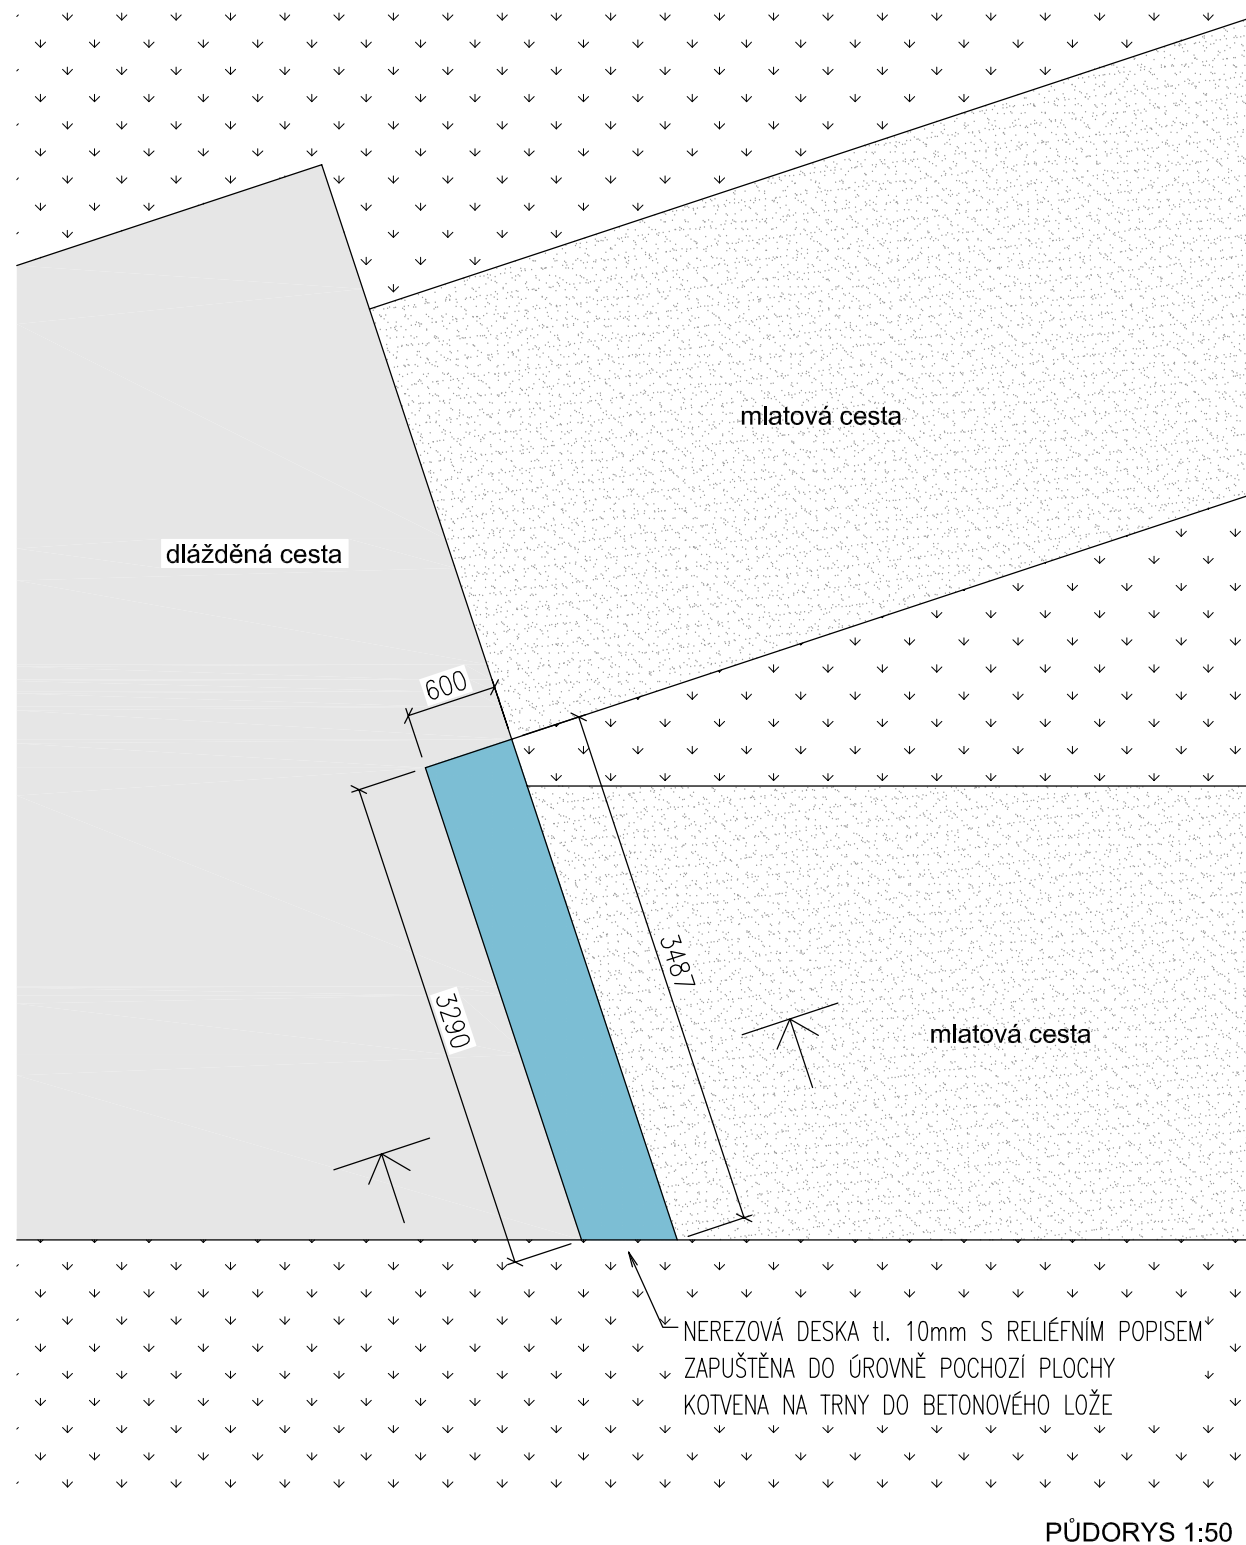 mlatová cesta
dlážděná cesta
600
3487
3290
mlatová cesta
NEREZOVÁ DESKA tl. 10mm S RELIÉFNÍM POPISEM
ZAPUŠTĚNA DO ÚROVNĚ POCHOZÍ PLOCHY
KOTVENA NA TRNY DO BETONOVÉHO LOŽE
PŮDORYS 1:50